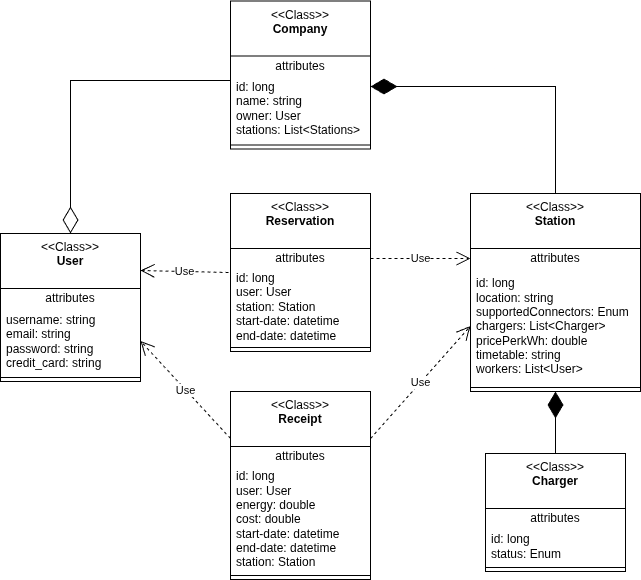 <<Class>>
Company
attributes
id: long
name: string
owner: User
stations: List<Stations>
<<Class>>
Reservation
attributes
id: long
user: User
station: Station
start-date: datetime
end-date: datetime
<<Class>>
Station
attributes
id: long
location: string
supportedConnectors: Enum
chargers: List<Charger>
pricePerkWh: double
timetable: string
workers: List<User>
<<Class>>
User
attributes
username: string
email: string
password: string
credit_card: string
Use
Use
Use
Use
<<Class>>
Receipt
attributes
id: long
user: User
energy: double
cost: double
start-date: datetime
end-date: datetime
station: Station
<<Class>>
Charger
attributes
id: long
status: Enum